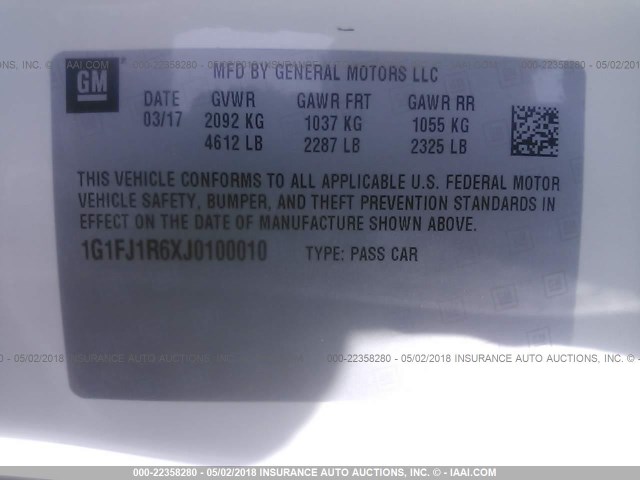 GM
MFD BY GENERAL MOTORS LLC
DATE GVWR GAWR FRT GAWR RR
03/17 2092 KG 1037 KG 1055 KG
4612 LB 2287 LB 2325 LB
THIS VEHICLE CONFORMS TO ALL APPLICABLE U.S. FEDERAL MOTOR
VEHICLE SAFETY, BUMPER, AND THEFT PREVENTION STANDARDS IN
EFFECT ON THE DATE OF MANUFACTURE SHOWN ABOVE.
1G1FJ1R6XJ0100010 TYPE: PASS CAR
000-22358280 - 05/02/2018 INSURANCE AUTO AUCTIONS, INC. - IAAI.COM